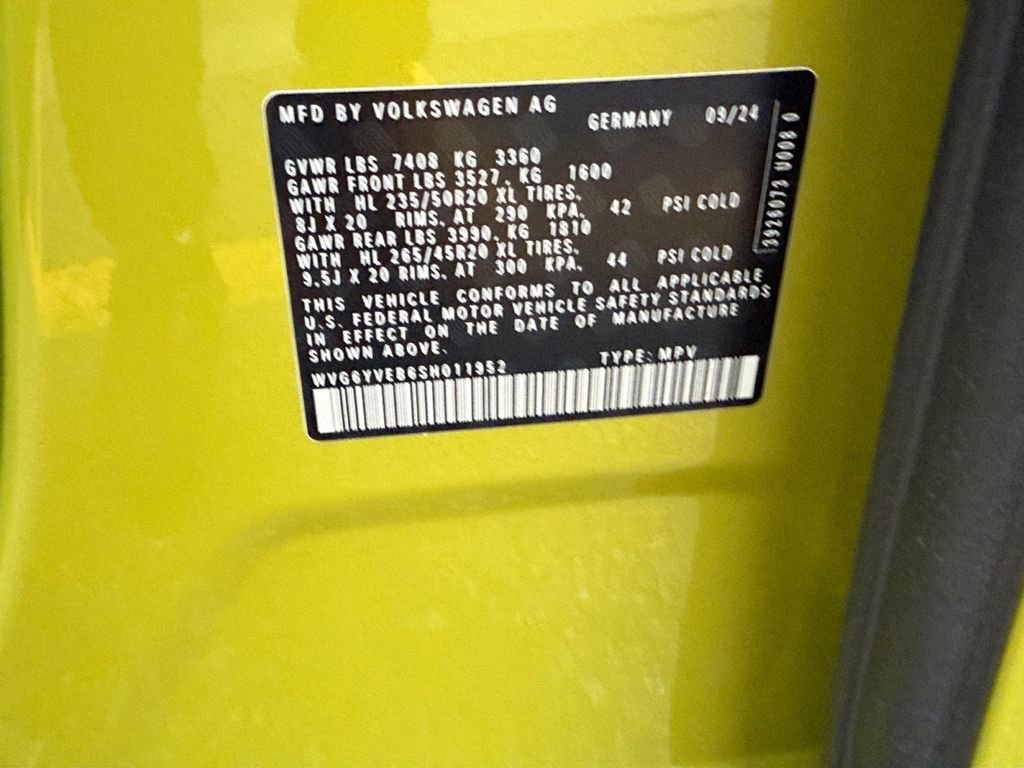 MFD BY VOLKSWAGEN AG GERMANY 09/24
GVWR LBS 7408 KG 3360
GAWR FRONT LBS 3527, KG 1600
WITH HL 235/50R20 XL TIRES,
8J X 20 RIMS, AT 290 KPA, 42 PSI COLD
GAWR REAR LBS 3990, KG 1810
WITH HL 265/45R20 XL TIRES,
9,5J X 20 RIMS, AT 300 KPA, 44 PSI COLD
THIS VEHICLE CONFORMS TO ALL APPLICABLE
U.S. FEDERAL MOTOR VEHICLE SAFETY STANDARDS
IN EFFECT ON THE DATE OF MANUFACTURE
SHOWN ABOVE.
WVG6YVEB6SH011952 TYPE: MPV
3926073 U008 0